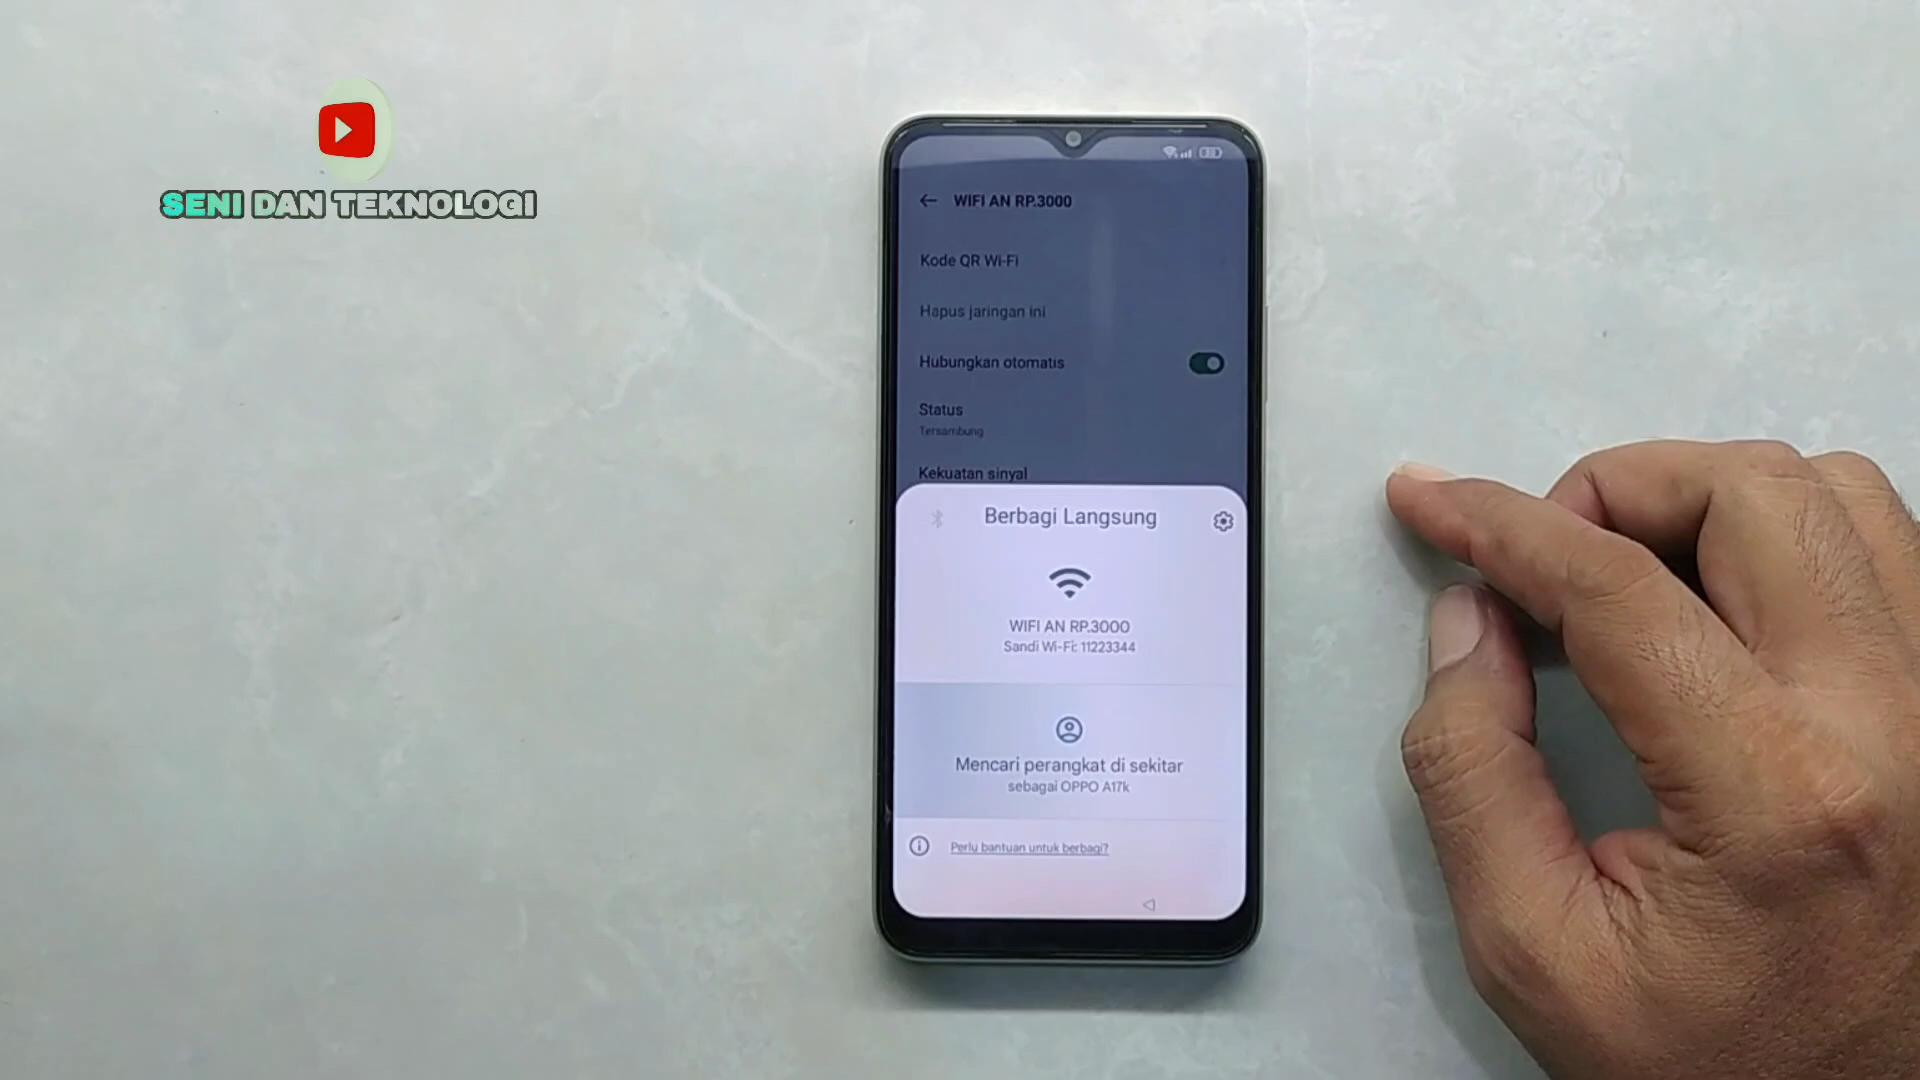 SENI DAN TEKNOLOGI
WIFI AN RP.3000
Kode QR Wi-Fi
Hapus jaringan ini
Hubungkan otomatis
Status
Tersambung
Kekuatan sinyal
Berbagi Langsung
WIFI AN RP.3000
Sandi Wi-Fi: 11223344
Mencari perangkat di sekitar
sebagai OPPO A17k
Perlu bantuan untuk berbagi?